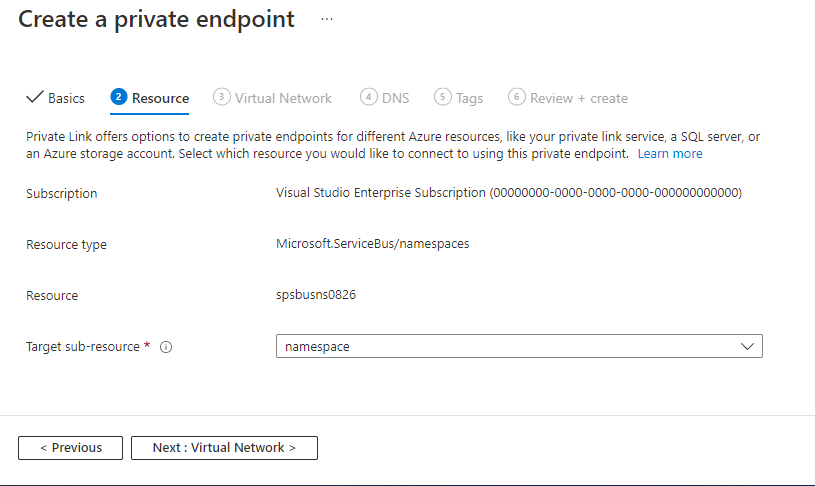 Create a private endpoint ...
Basics 2 Resource 3 Virtual Network 4 DNS 5 Tags 6 Review + create
Private Link offers options to create private endpoints for different Azure resources, like your private link service, a SQL server, or
an Azure storage account. Select which resource you would like to connect to using this private endpoint. Learn more
Subscription Visual Studio Enterprise Subscription (00000000-0000-0000-0000-000000000000)
Resource type Microsoft.ServiceBus/namespaces
Resource spsbusns0826
Target sub-resource * namespace
< Previous Next : Virtual Network >